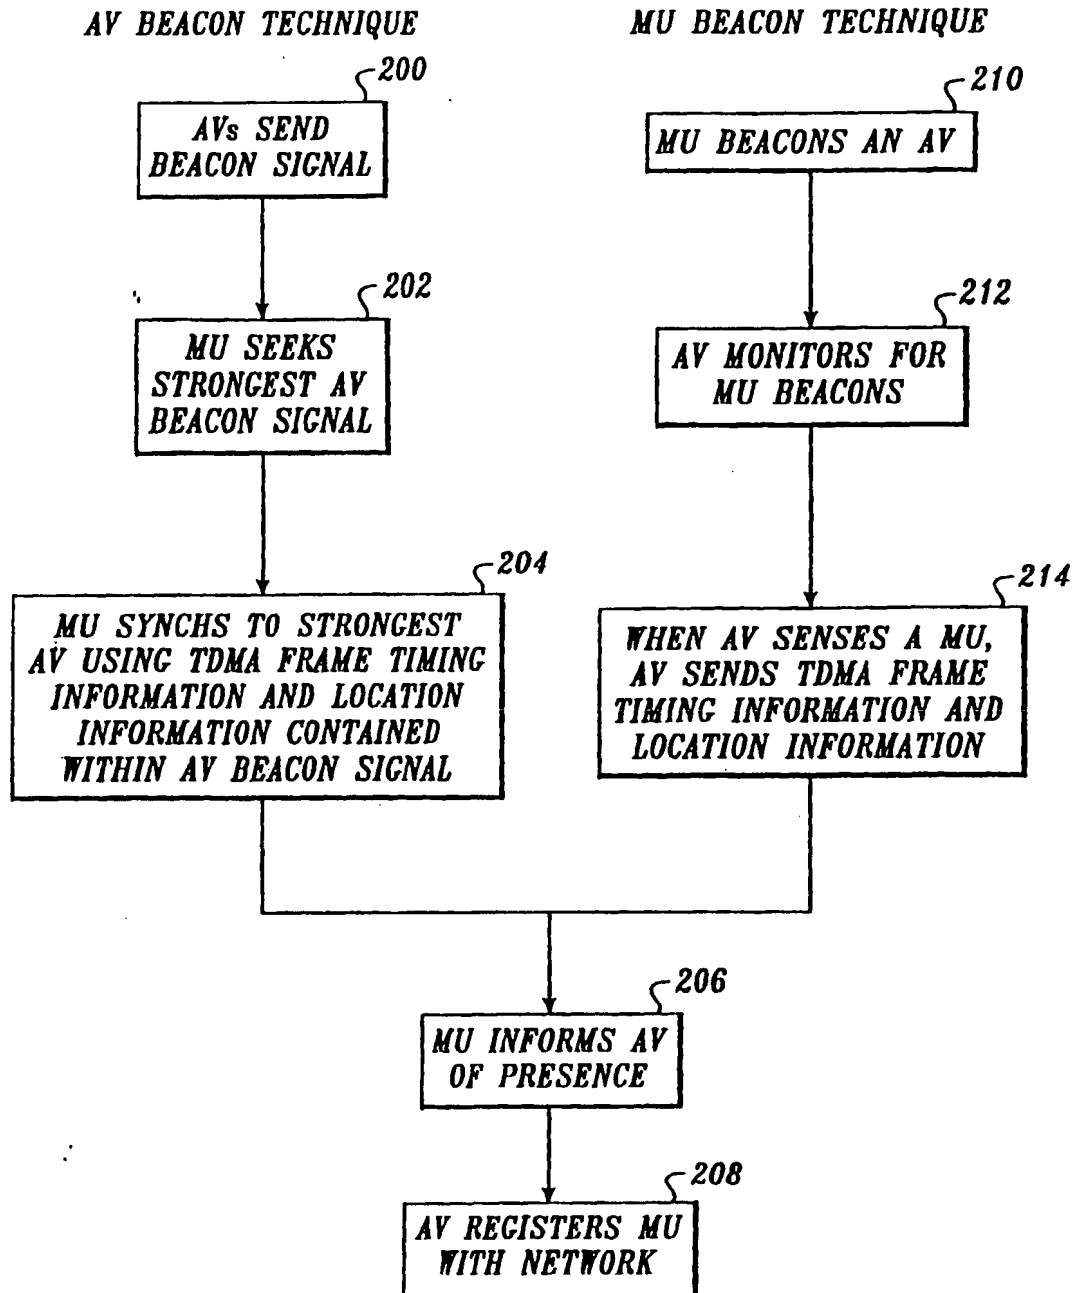 AV BEACON TECHNIQUE
200
AVs SEND
BEACON SIGNAL
202
MU SEEKS
STRONGEST AV
BEACON SIGNAL
204
MU SYNCHS TO STRONGEST
AV USING TDMA FRAME TIMING
INFORMATION AND LOCATION
INFORMATION CONTAINED
WITHIN AV BEACON SIGNAL
MU BEACON TECHNIQUE
210
MU BEACONS AN AV
212
AV MONITORS FOR
MU BEACONS
214
WHEN AV SENSES A MU,
AV SENDS TDMA FRAME
TIMING INFORMATION AND
LOCATION INFORMATION
206
MU INFORMS AV
OF PRESENCE
208
AV REGISTERS MU
WITH NETWORK